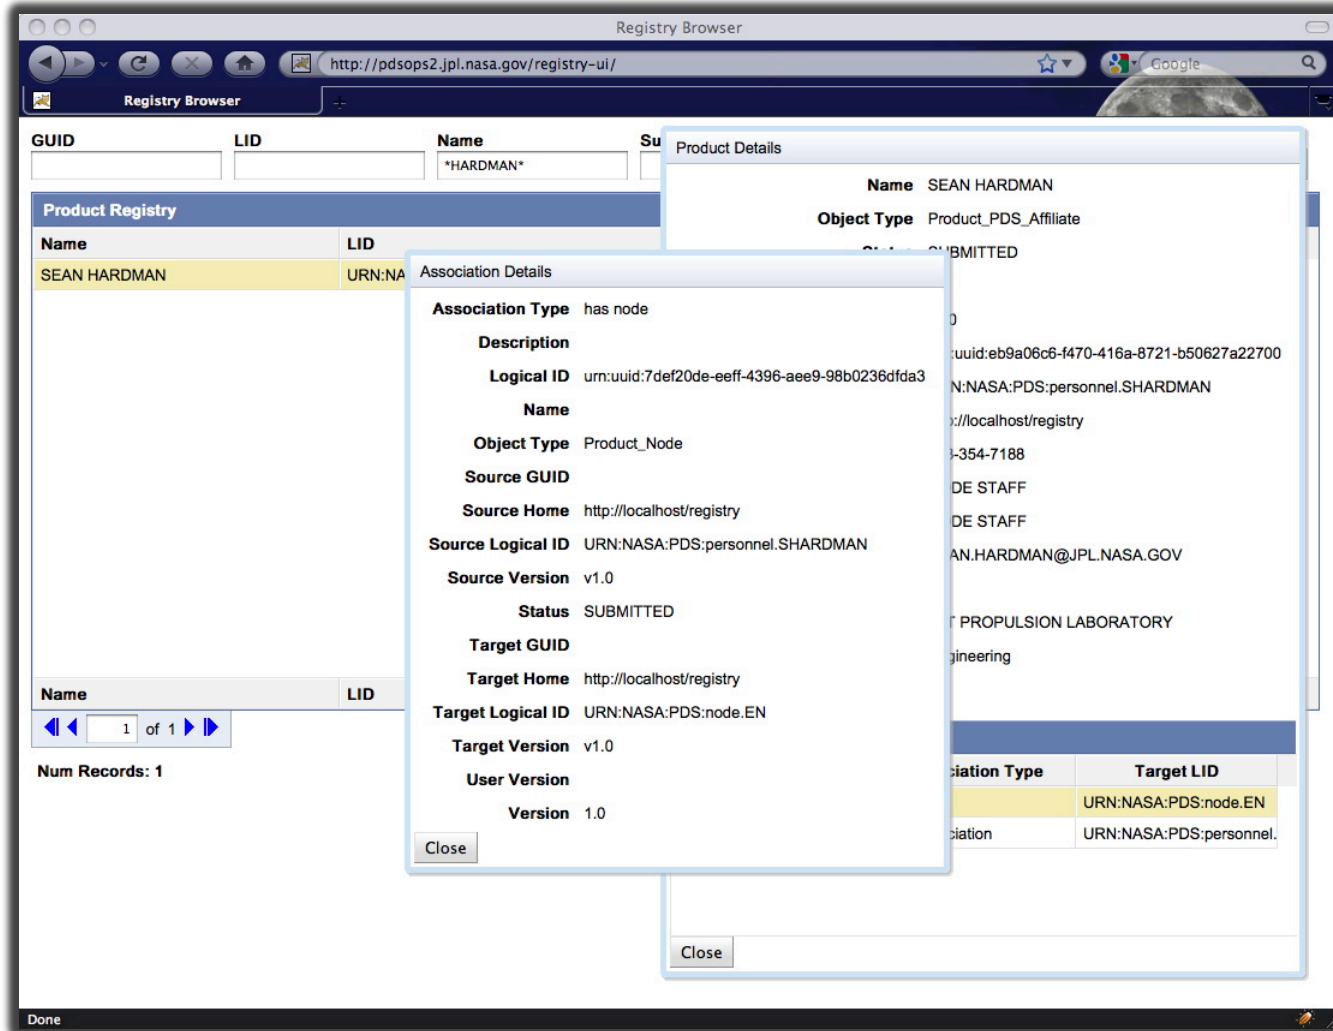 Registry Browser
http://pdsops2.jpl.nasa.gov/registry-ui/
Google
Registry Browser
GUID LID Name Su
*HARDMAN*
Product Registry
Name LID
SEAN HARDMAN URN:NA
Name LID
1 of 1
Num Records: 1
Product Details
Name SEAN HARDMAN
Object Type Product_PDS_Affiliate
SUBMITTED
:uuid:eb9a06c6-f470-416a-8721-b50627a22700
N:NASA:PDS:personnel.SHARDMAN
://localhost/registry
-354-7188
DE STAFF
DE STAFF
AN.HARDMAN@JPL.NASA.GOV
T PROPULSION LABORATORY
gineering
ciation Type Target LID
URN:NASA:PDS:node.EN
ciation URN:NASA:PDS:personnel.
Close
Association Details
Association Type has node
Description
Logical ID urn:uuid:7def20de-eeff-4396-aee9-98b0236dfda3
Name
Object Type Product_Node
Source GUID
Source Home http://localhost/registry
Source Logical ID URN:NASA:PDS:personnel.SHARDMAN
Source Version v1.0
Status SUBMITTED
Target GUID
Target Home http://localhost/registry
Target Logical ID URN:NASA:PDS:node.EN
Target Version v1.0
User Version
Version 1.0
Close
Done